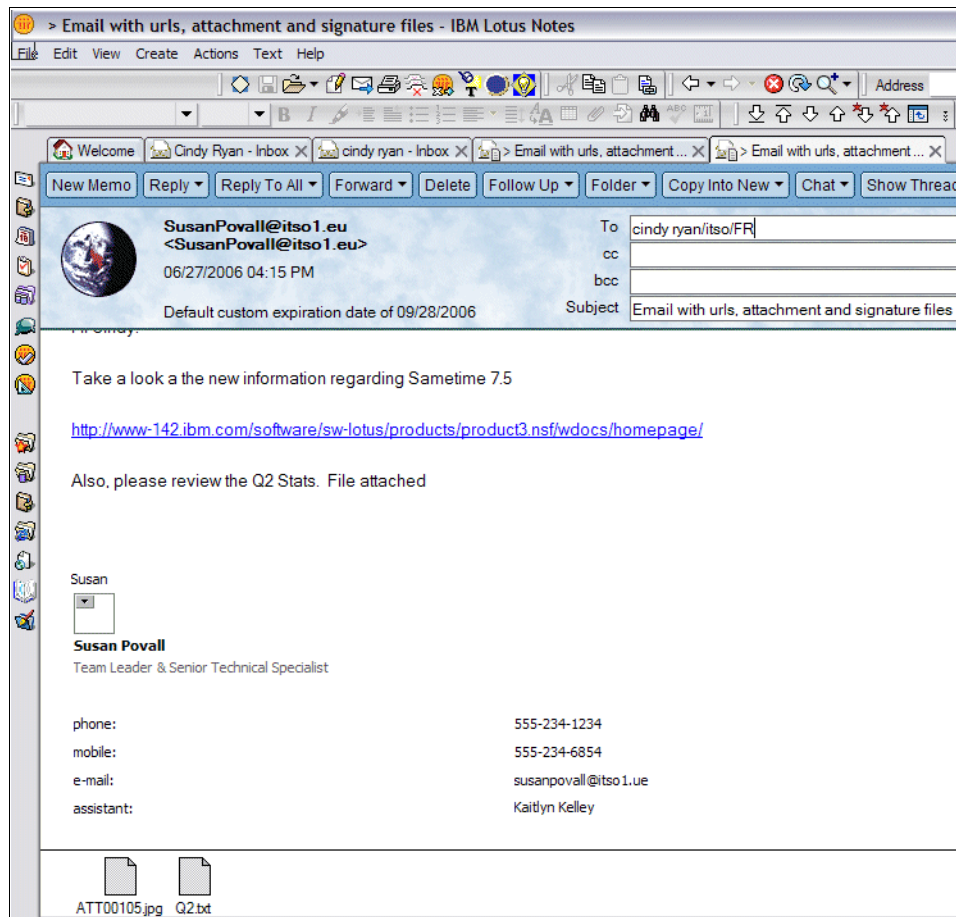 > Email with urls, attachment and signature files - IBM Lotus Notes
File Edit View Create Actions Text Help
Address
B I
Welcome Cindy Ryan - Inbox cindy ryan - Inbox > Email with urls, attachment ... > Email with urls, attachment ...
New Memo Reply Reply To All Forward Delete Follow Up Folder Copy Into New Chat Show Threa
SusanPovall@itso1.eu
<SusanPovall@itso1.eu>
06/27/2006 04:15 PM
Default custom expiration date of 09/28/2006
To cindy ryan/itso/FR
cc
bcc
Subject Email with urls, attachment and signature files
Take a look a the new information regarding Sametime 7.5
http://www-142.ibm.com/software/sw-lotus/products/product3.nsf/wdocs/homepage/
Also, please review the Q2 Stats. File attached
Susan
Susan Povall
Team Leader & Senior Technical Specialist
phone: 555-234-1234
mobile: 555-234-6854
e-mail: susanpovall@itso1.ue
assistant: Kaitlyn Kelley
ATT00105.jpg Q2.txt